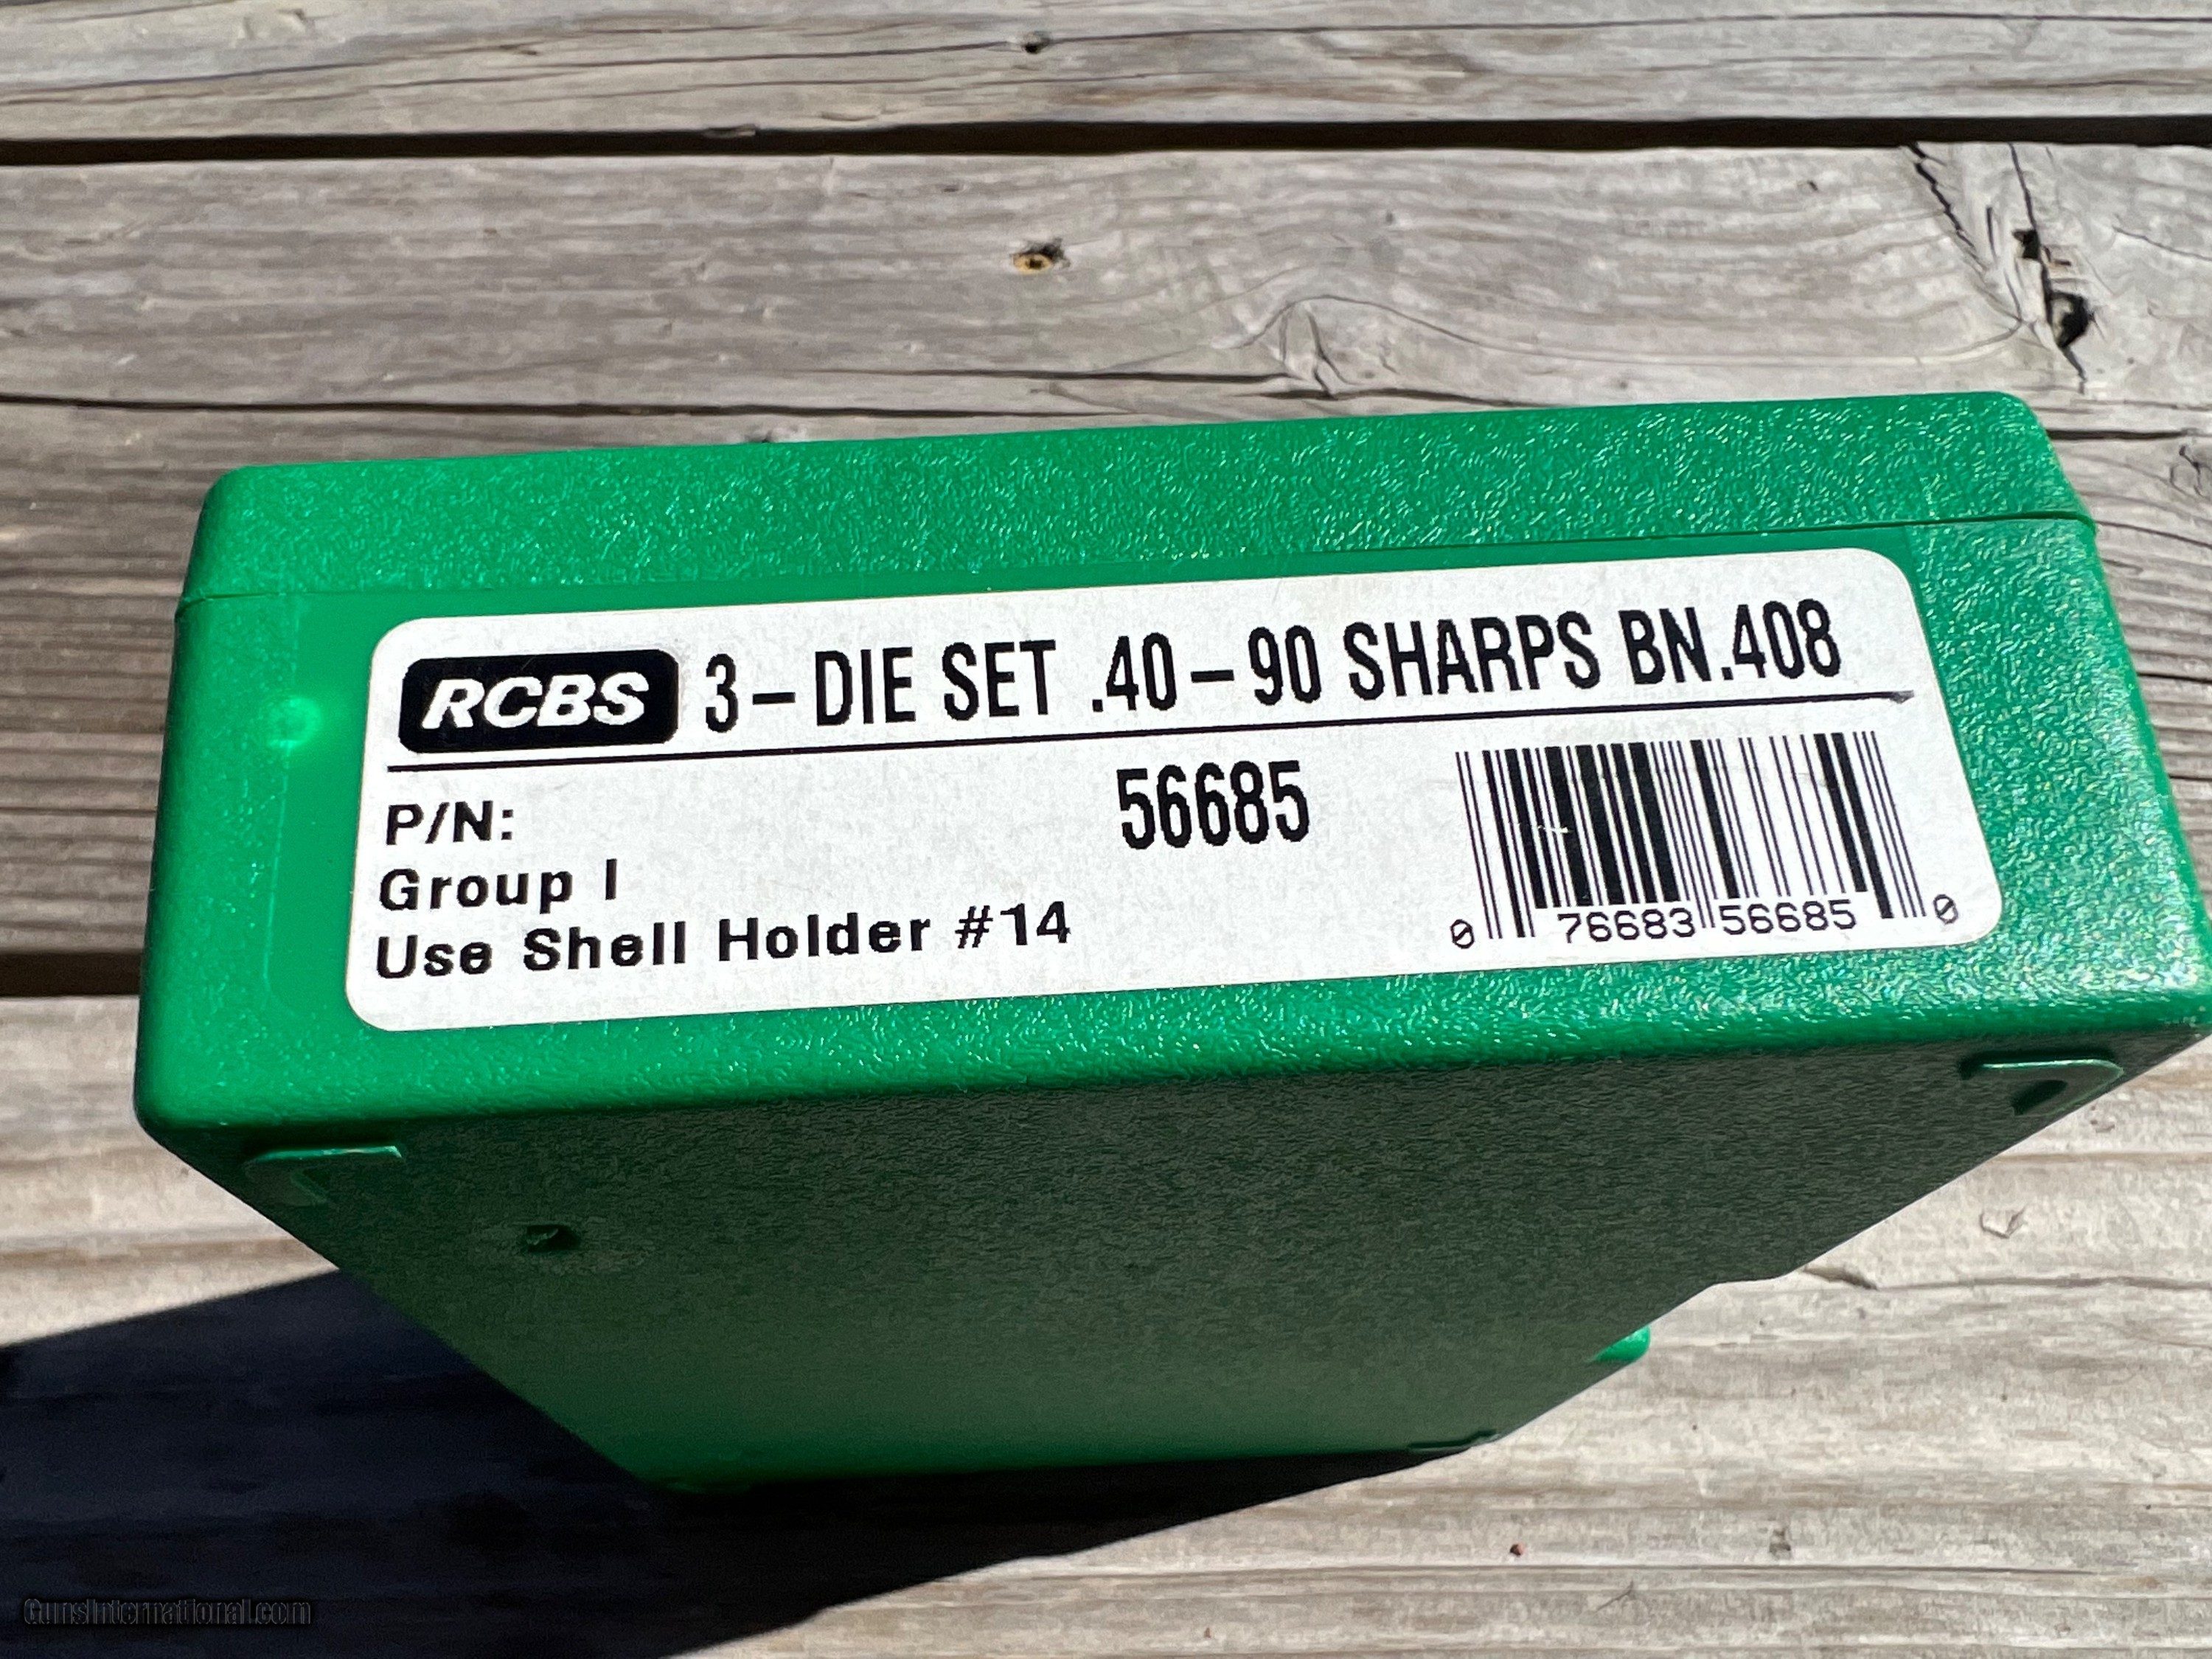 RCBS 3-DIE SET .40-90 SHARPS BN.408
P/N: 56685
Group I
Use Shell Holder #14
0 76683 56685 0
GunsInternational.com